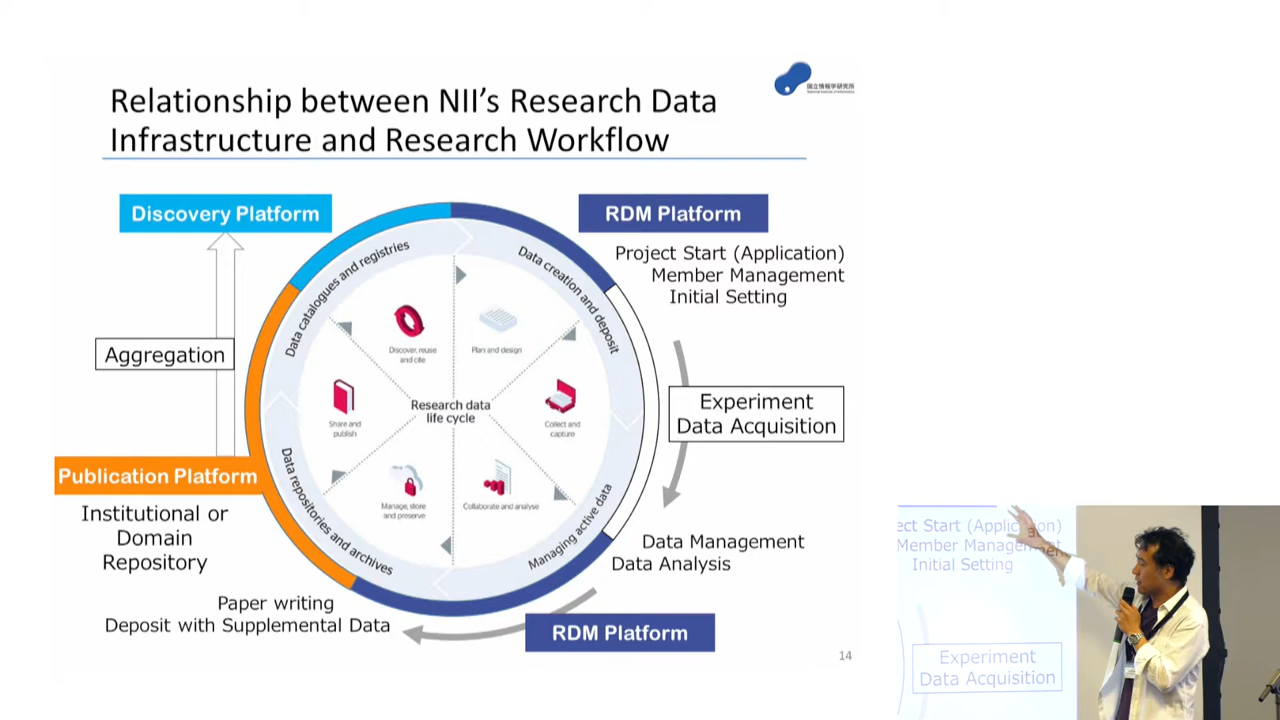 Relationship between NII's Research Data
Infrastructure and Research Workflow
国立情報学研究所
National Institute of Informatics
Discovery Platform
RDM Platform
Project Start (Application)
Member Management
Initial Setting
Data catalogues and registries
Data creation and deposit
Discover, reuse
and cite
Plan and design
Aggregation
Research data
life cycle
Share and
publish
Collect and
capture
Experiment
Data Acquisition
Publication Platform
Institutional or
Domain
Repository
Data repositories and archives
Manage, store
and preserve
Collaborate and analyse
Managing active data
Data Management
Data Analysis
Paper writing
Deposit with Supplemental Data
RDM Platform
14
ect Start (Application)
Member Management
Initial Setting
Experiment
Data Acquisition